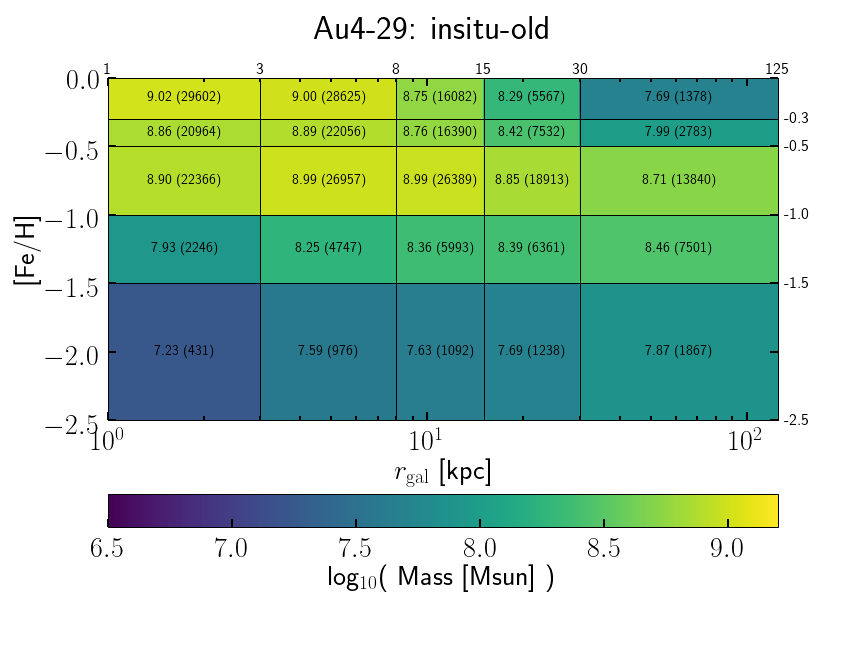 Au4-29: insitu-old
1 3 8 15 30 125
0.0
9.02 (29602) 9.00 (28625) 8.75 (16082) 8.29 (5567) 7.69 (1378)
-0.3
8.86 (20964) 8.89 (22056) 8.76 (16390) 8.42 (7532) 7.99 (2783)
−0.5 -0.5
8.90 (22366) 8.99 (26957) 8.99 (26389) 8.85 (18913) 8.71 (13840)
−1.0 -1.0
[Fe/H]
7.93 (2246) 8.25 (4747) 8.36 (5993) 8.39 (6361) 8.46 (7501)
−1.5 -1.5
7.23 (431) 7.59 (976) 7.63 (1092) 7.69 (1238) 7.87 (1867)
−2.0
−2.5 -2.5
10⁰ 10¹ 10²
r_gal [kpc]
6.5 7.0 7.5 8.0 8.5 9.0
log₁₀( Mass [Msun] )